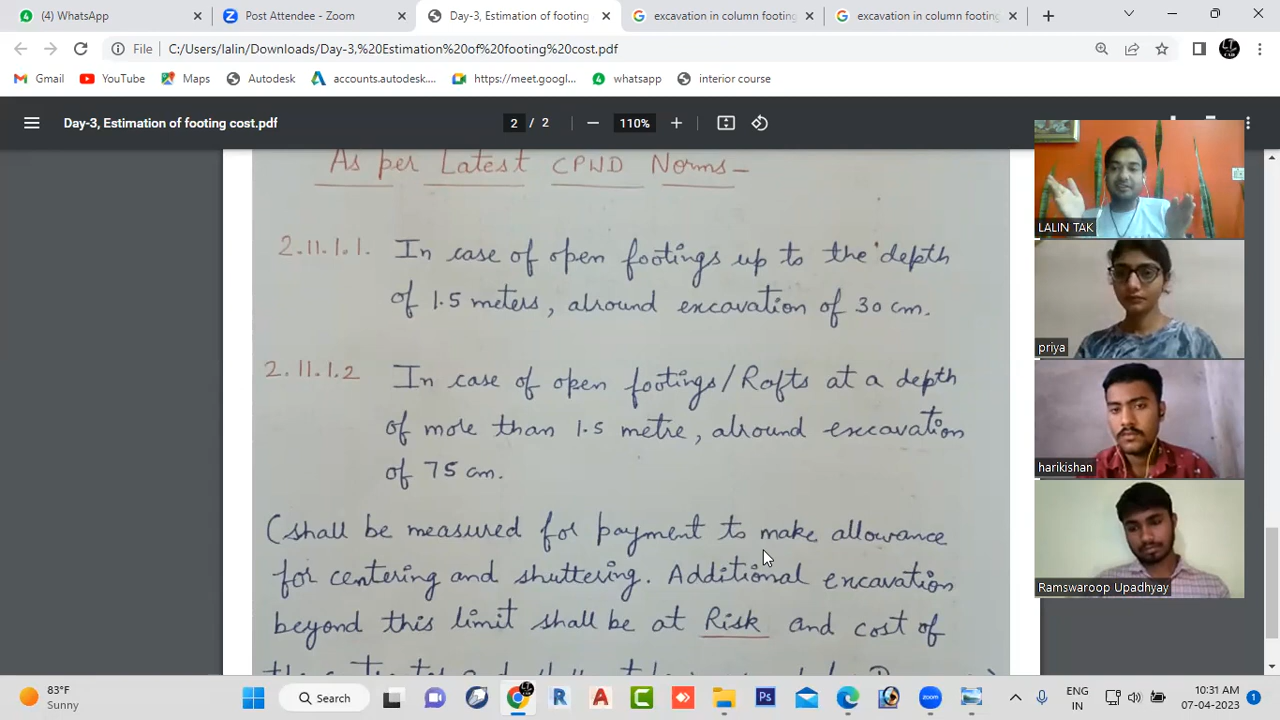 (4) WhatsApp
Post Attendee - Zoom
Day-3, Estimation of footing
excavation in column footing
excavation in column footing
File
C:/Users/lalin/Downloads/Day-3,%20Estimation%20of%20footing%20cost.pdf
Gmail
YouTube
Maps
Autodesk
accounts.autodesk....
https://meet.googl...
whatsapp
interior course
Day-3, Estimation of footing cost.pdf
2 / 2
110%
As per Latest CPWD Norms-
2.11.1.1. In case of open footings up to the depth
of 1.5 meters, alround excavation of 30 cm.
2.11.1.2 In case of open footings/Rafts at a depth
of more than 1.5 metre, alround excavation
of 75 cm.
(shall be measured for payment to make allowance
for centering and shuttering. Additional excavation
beyond this limit shall be at Risk and cost of
LALIN TAK
priya
harikishan
Ramswaroop Upadhyay
83°F
Sunny
Search
ENG
IN
10:31 AM
07-04-2023
1